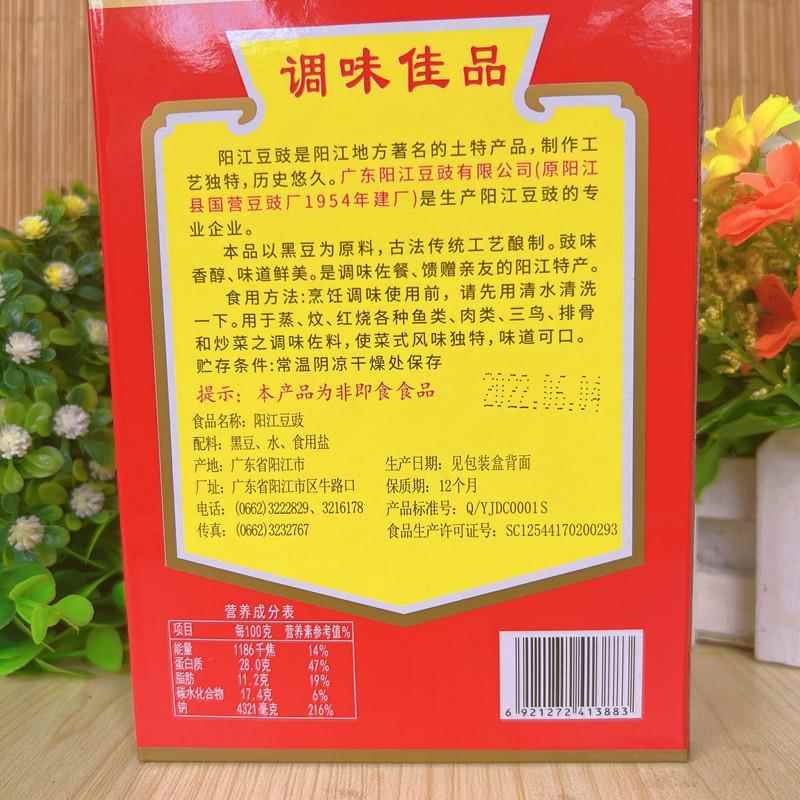 调味佳品
阳江豆豉是阳江地方著名的土特产品,制作工
艺独特,历史悠久。广东阳江豆豉有限公司(原阳江
县国营豆豉厂1954年建厂)是生产阳江豆豉的专
业企业。
本品以黑豆为原料,古法传统工艺酿制。豉味
香醇、味道鲜美。是调味佐餐、馈赠亲友的阳江特产。
食用方法:烹饪调味使用前,请先用清水清洗
一下。用于蒸、炆、红烧各种鱼类、肉类、三鸟、排骨
和炒菜之调味佐料,使菜式风味独特,味道可口。
贮存条件:常温阴凉干燥处保存
提示:本产品为非即食食品
2022.06.04
食品名称:阳江豆豉
配料:黑豆、水、食用盐
产地:广东省阳江市 生产日期:见包装盒背面
厂址:广东省阳江市区牛路口 保质期:12个月
电话:(0662)3222829、3216178 产品标准号:Q/YJDC0001S
传真:(0662)3232767 食品生产许可证号:SC12544170200293
营养成分表
项目 每100克 营养素参考值%
能量 1186千焦 14%
蛋白质 28.0克 47%
脂肪 11.2克 19%
碳水化合物 17.4克 6%
钠 4321毫克 216%
6 921272 413883